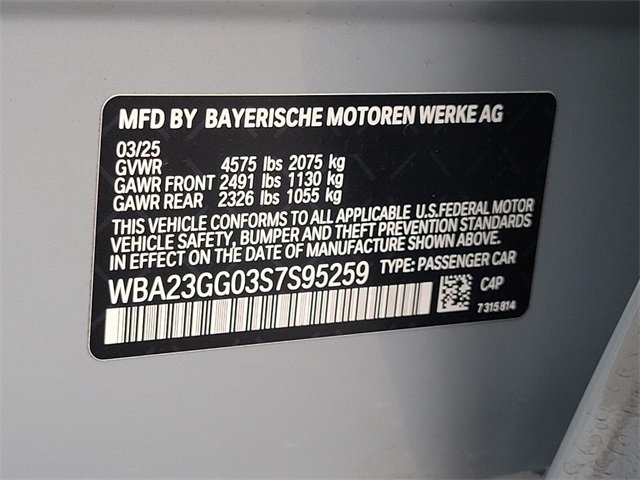 MFD BY BAYERISCHE MOTOREN WERKE AG
03/25
GVWR 4575 lbs 2075 kg
GAWR FRONT 2491 lbs 1130 kg
GAWR REAR 2326 lbs 1055 kg
THIS VEHICLE CONFORMS TO ALL APPLICABLE U.S.FEDERAL MOTOR
VEHICLE SAFETY, BUMPER AND THEFT PREVENTION STANDARDS
IN EFFECT ON THE DATE OF MANUFACTURE SHOWN ABOVE.
WBA23GG03S7S95259 TYPE: PASSENGER CAR
C4P
7315814